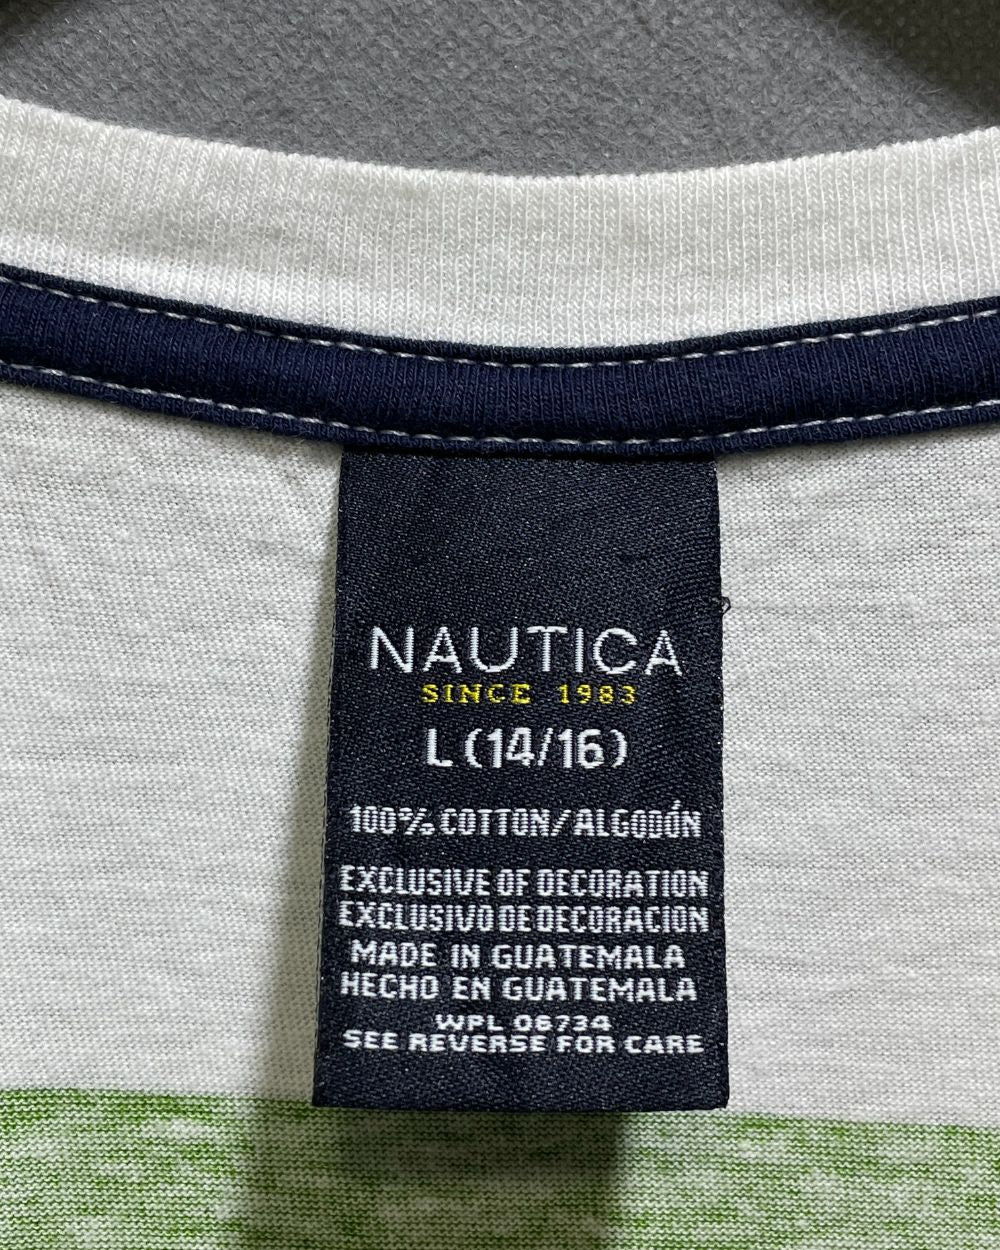 NAUTICA
SINCE 1983
L (14/16)
100% COTTON/ALGODÓN
EXCLUSIVE OF DECORATION
EXCLUSIVO DE DECORACION
MADE IN GUATEMALA
HECHO EN GUATEMALA
WPL 06734
SEE REVERSE FOR CARE